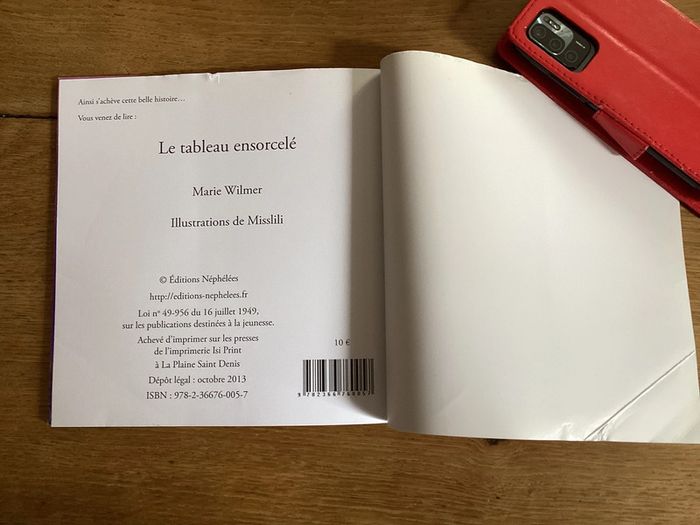 Ainsi s'achève cette belle histoire...
Vous venez de lire :
Le tableau ensorcelé
Marie Wilmer
Illustrations de Misslili
© Éditions Néphélées
http://editions-nephelees.fr
Loi n° 49-956 du 16 juillet 1949,
sur les publications destinées à la jeunesse.
Achevé d'imprimer sur les presses
de l'imprimerie Isi Print
à La Plaine Saint Denis
Dépôt légal : octobre 2013
ISBN : 978-2-36676-005-7
10 €
9 782366 760057